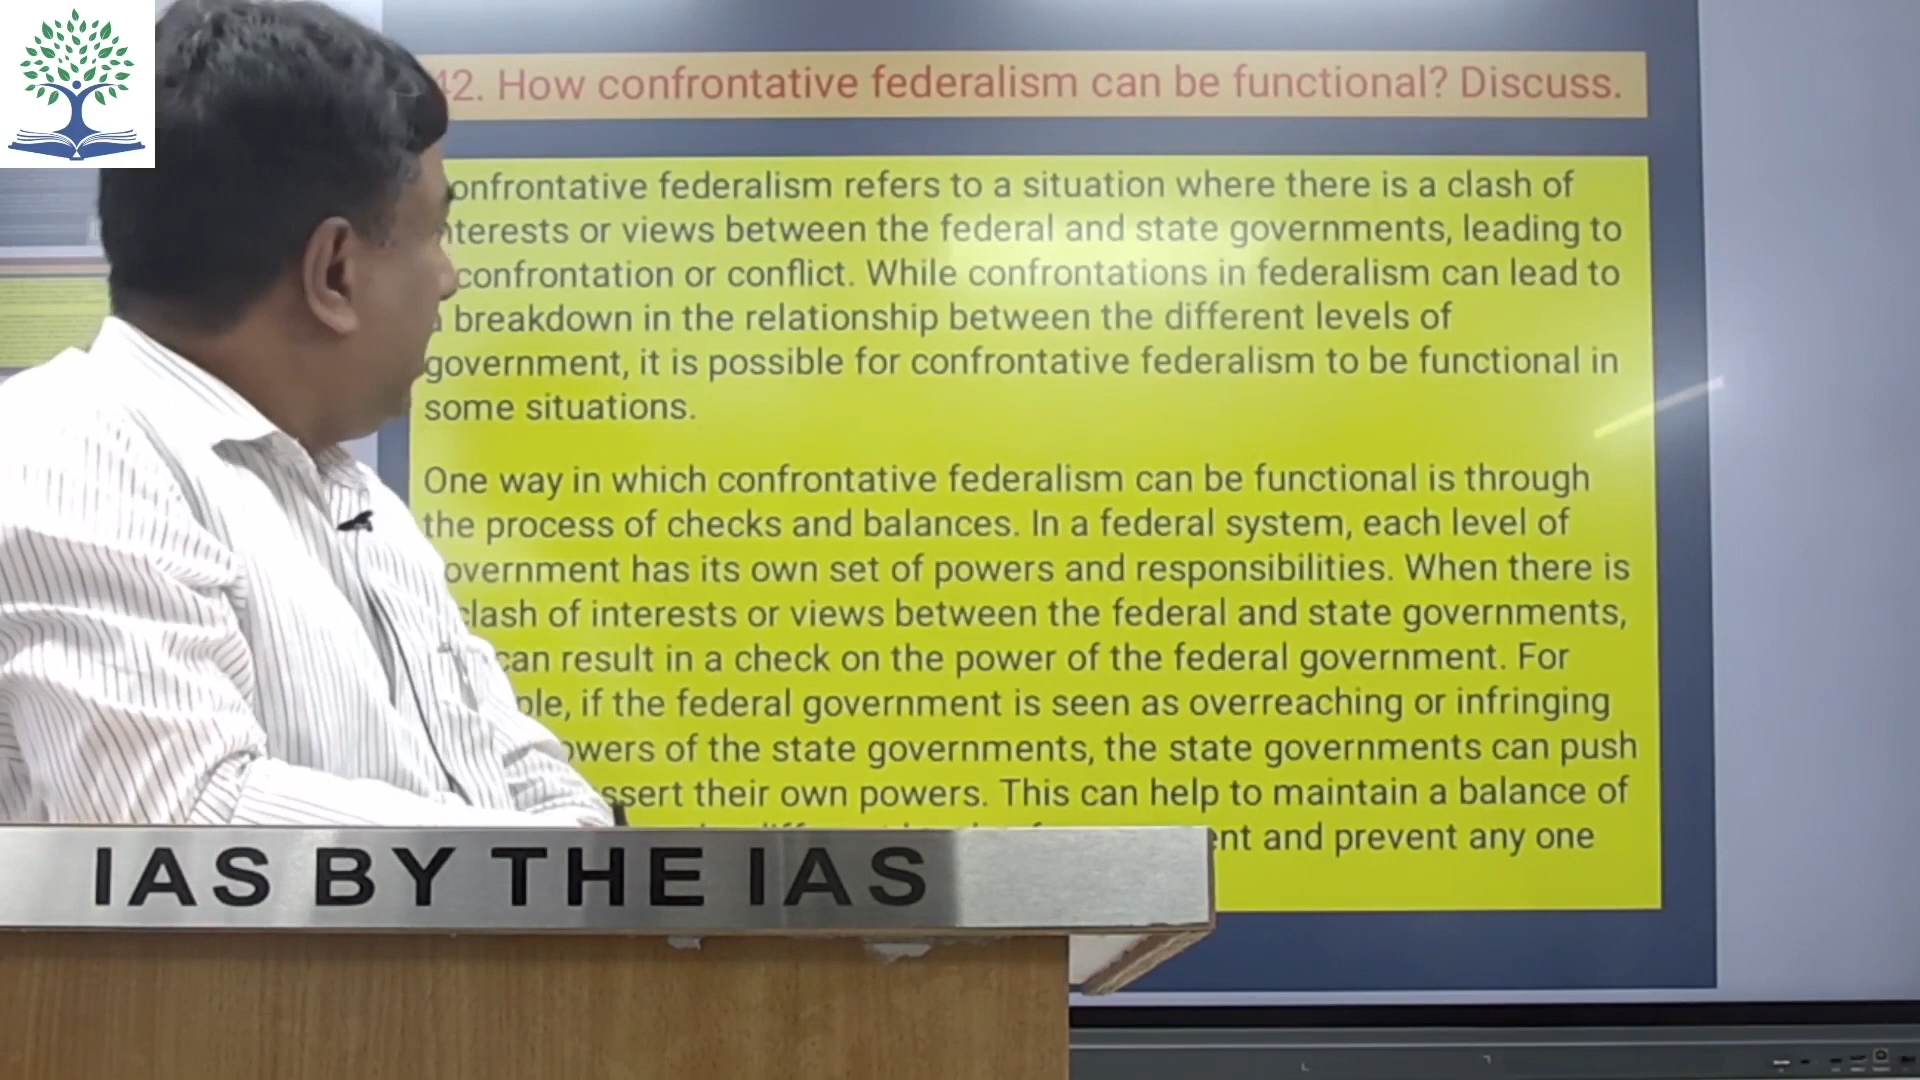 42. How confrontative federalism can be functional? Discuss.
onfrontative federalism refers to a situation where there is a clash of
nterests or views between the federal and state governments, leading to
confrontation or conflict. While confrontations in federalism can lead to
a breakdown in the relationship between the different levels of
government, it is possible for confrontative federalism to be functional in
some situations.
One way in which confrontative federalism can be functional is through
the process of checks and balances. In a federal system, each level of
overnment has its own set of powers and responsibilities. When there is
clash of interests or views between the federal and state governments,
can result in a check on the power of the federal government. For
ple, if the federal government is seen as overreaching or infringing
owers of the state governments, the state governments can push
ssert their own powers. This can help to maintain a balance of
ent and prevent any one
IAS BY THE IAS